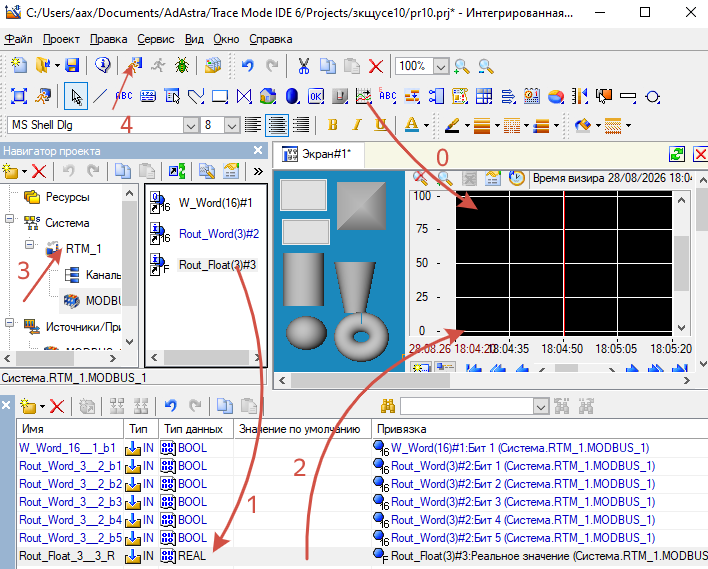 C:/Users/aax/Documents/AdAstra/Trace Mode IDE 6/Projects/зкщусе10/pr10.prj* - Интегрированная...
Файл Проект Правка Сервис Вид Окно Справка
100%
ABC
OK
ABC
4
MS Shell Dlg 8
B I U A
0
Навигатор проекта
Экран#1*
Ресурсы
Система
RTM_1
3
Каналы
MODBU
Источники/При
W_Word(16)#1
Rout_Word(3)#2
Rout_Float(3)#3
Время визира 28/08/2026 18:04
100
75
50
25
0
28.08.26 18:04:20 18:04:35 18:04:50 18:05:05 18:05:20
Система.RTM_1.MODBUS_1
Имя Тип Тип данных Значение по умолчанию Привязка
W_Word_16__1_b1 IN BOOL W_Word(16)#1:Бит 1 (Система.RTM_1.MODBUS_1)
Rout_Word_3__2_b1 IN BOOL Rout_Word(3)#2:Бит 1 (Система.RTM_1.MODBUS_1)
Rout_Word_3__2_b2 IN BOOL Rout_Word(3)#2:Бит 2 (Система.RTM_1.MODBUS_1)
Rout_Word_3__2_b3 IN BOOL Rout_Word(3)#2:Бит 3 (Система.RTM_1.MODBUS_1)
Rout_Word_3__2_b4 IN BOOL Rout_Word(3)#2:Бит 4 (Система.RTM_1.MODBUS_1)
Rout_Word_3__2_b5 IN BOOL Rout_Word(3)#2:Бит 5 (Система.RTM_1.MODBUS_1)
Rout_Float_3__3_R IN REAL Rout_Float(3)#3:Реальное значение (Система.RTM_1.MODBUS_1)
1
2